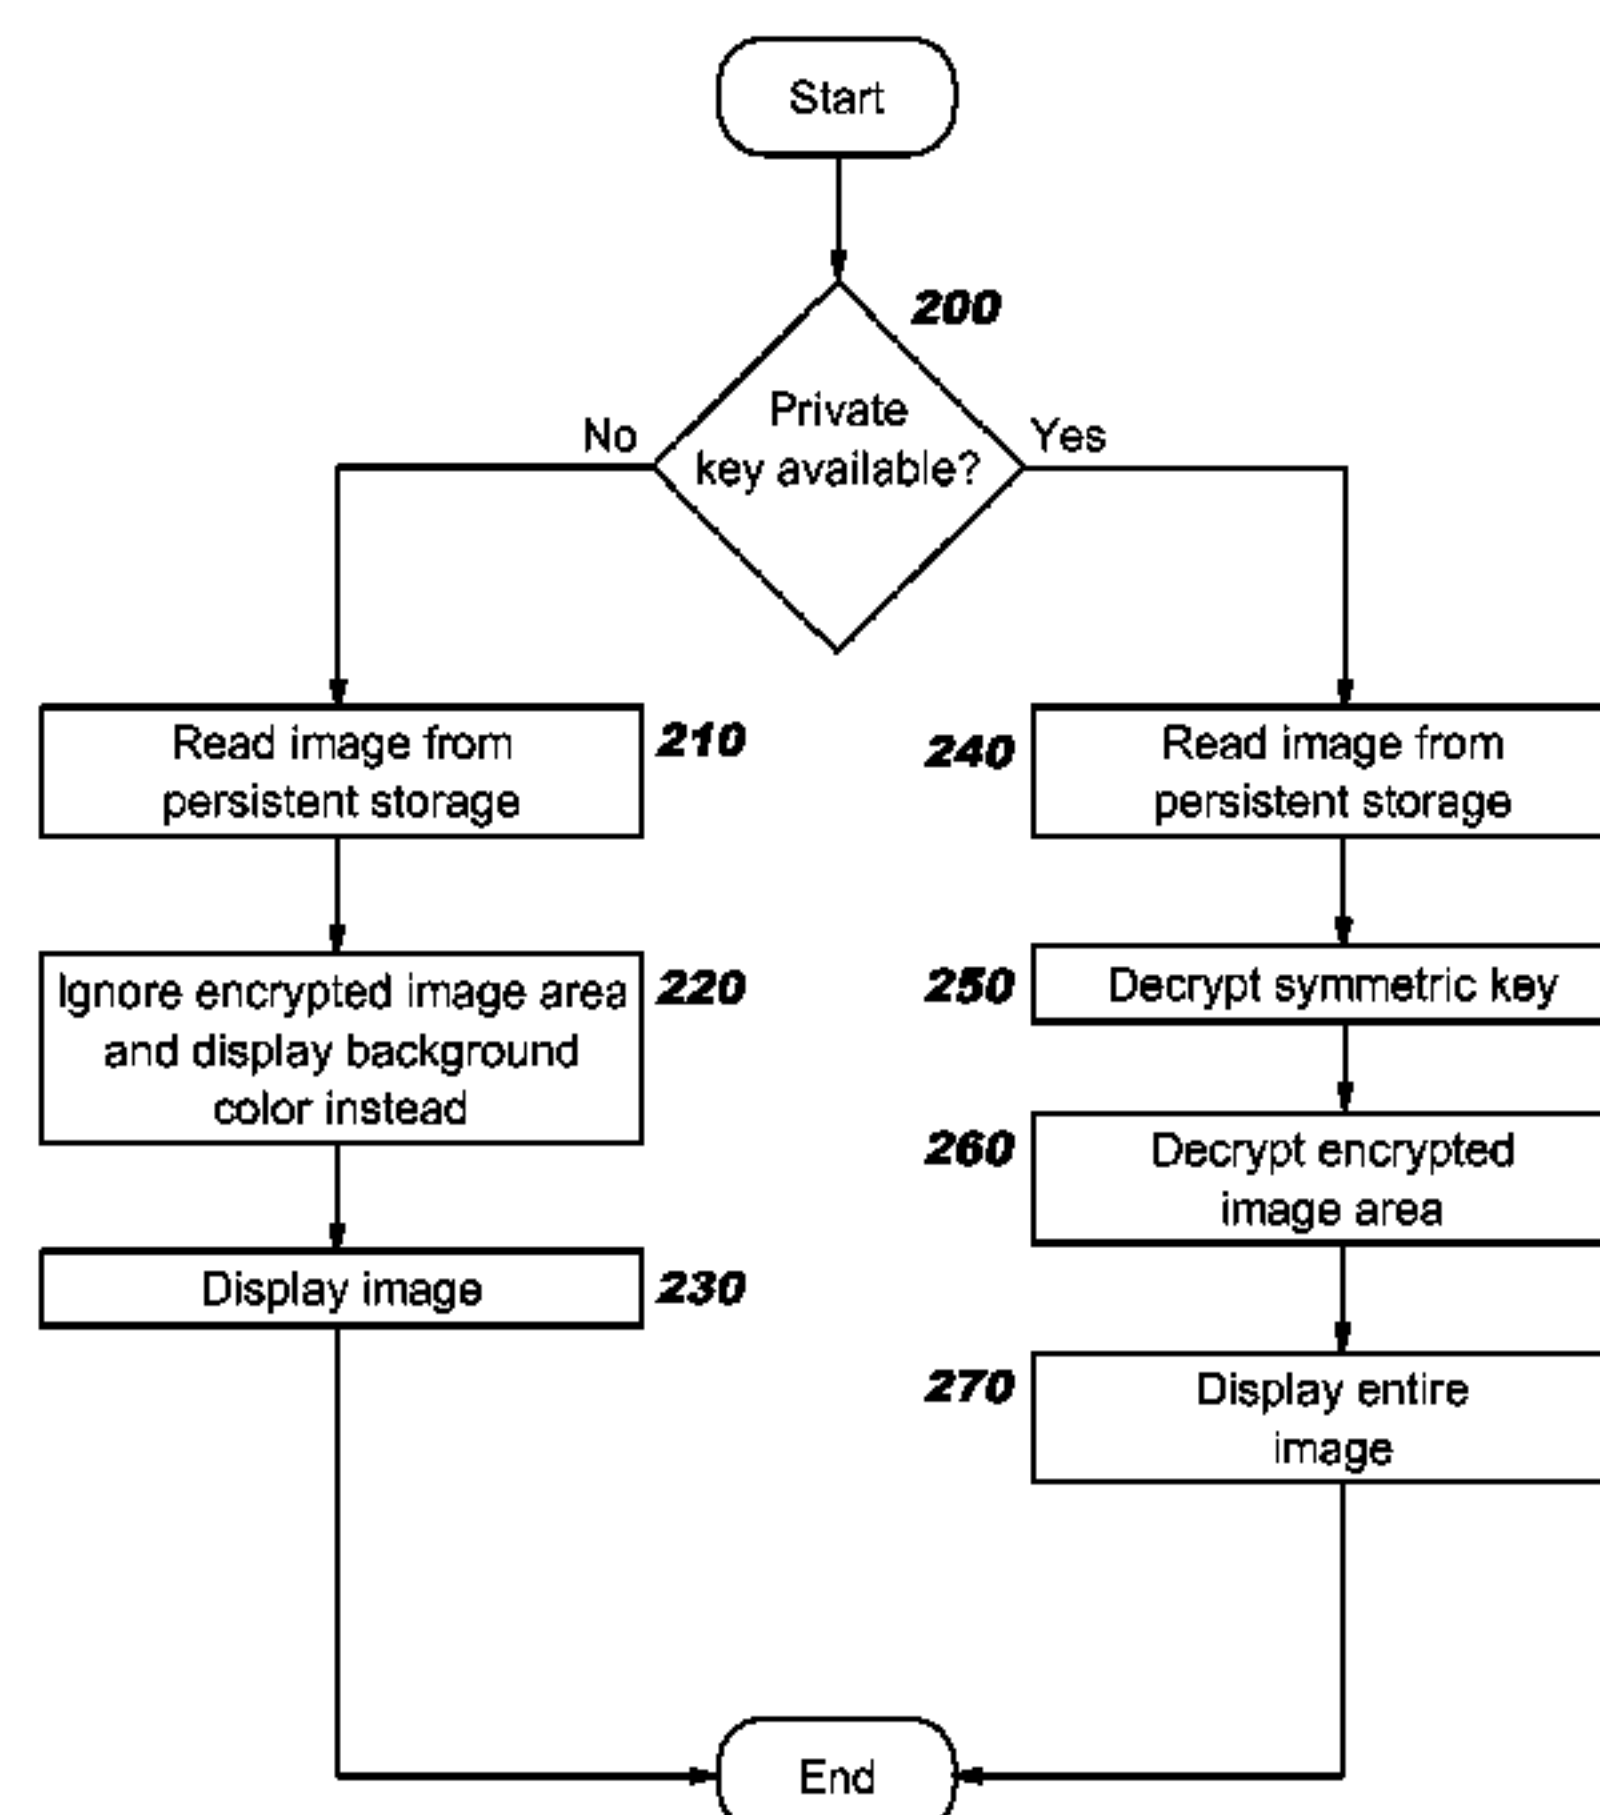 Start
200
Private
key available?
No
Yes
Read image from
persistent storage
210
Ignore encrypted image area
and display background
color instead
220
Display image
230
240
Read image from
persistent storage
250
Decrypt symmetric key
260
Decrypt encrypted
image area
270
Display entire
image
End